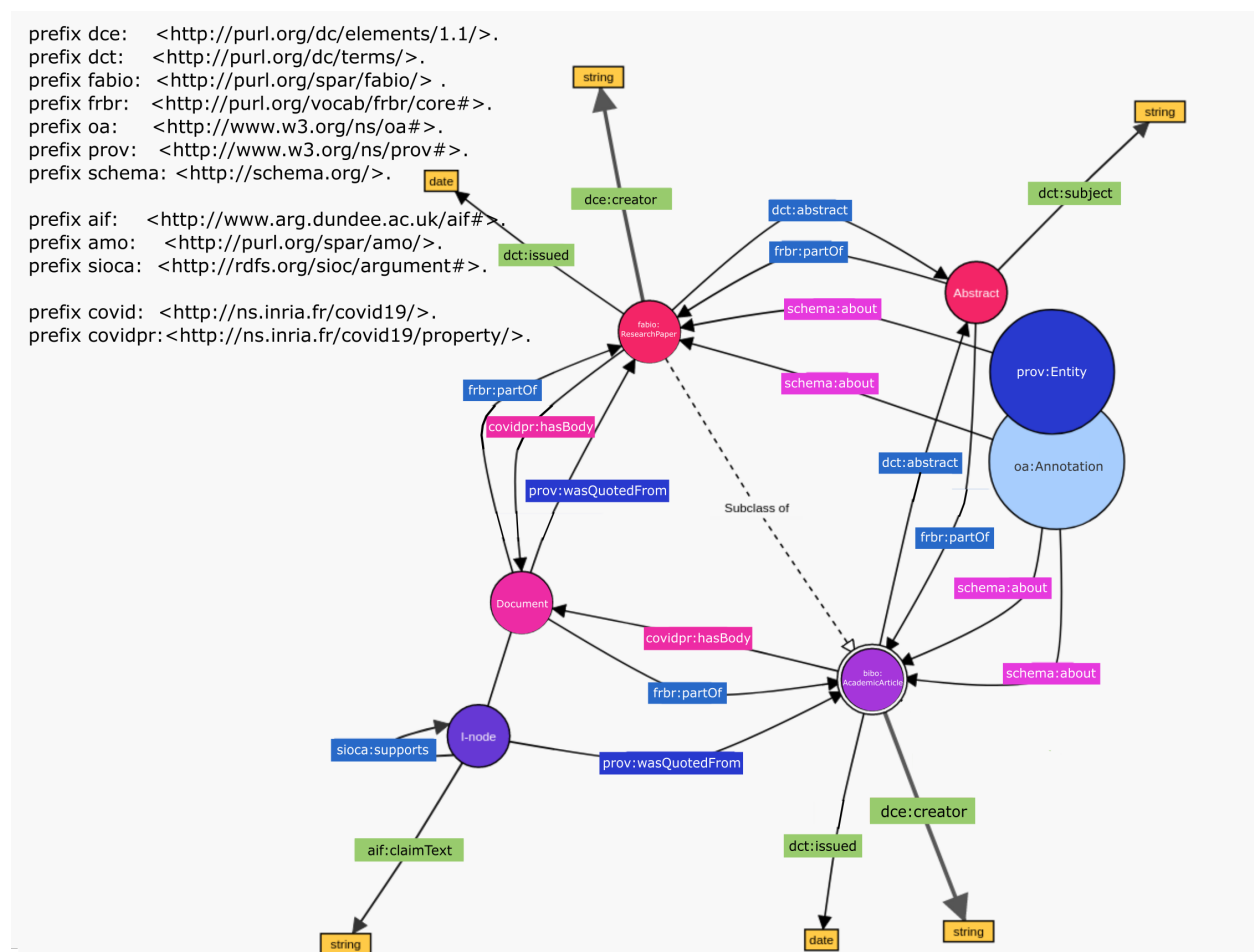 prefix dce: <http://purl.org/dc/elements/1.1/>.
prefix dct: <http://purl.org/dc/terms/>.
prefix fabio: <http://purl.org/spar/fabio/> .
prefix frbr: <http://purl.org/vocab/frbr/core#>.
prefix oa: <http://www.w3.org/ns/oa#>.
prefix prov: <http://www.w3.org/ns/prov#>.
prefix schema: <http://schema.org/>.
prefix aif: <http://www.arg.dundee.ac.uk/aif#>.
prefix amo: <http://purl.org/spar/amo/>.
prefix sioca: <http://rdfs.org/sioc/argument#>.
prefix covid: <http://ns.inria.fr/covid19/>.
prefix covidpr:<http://ns.inria.fr/covid19/property/>.
string
string
date
dce:creator
dct:subject
dct:abstract
frbr:partOf
dct:issued
Abstract
schema:about
fabio:
ResearchPaper
prov:Entity
schema:about
frbr:partOf
covidpr:hasBody
dct:abstract
oa:Annotation
prov:wasQuotedFrom
Subclass of
frbr:partOf
schema:about
Document
covidpr:hasBody
schema:about
bibo:
AcademicArticle
frbr:partOf
I-node
sioca:supports
prov:wasQuotedFrom
dce:creator
dct:issued
aif:claimText
string
date
string